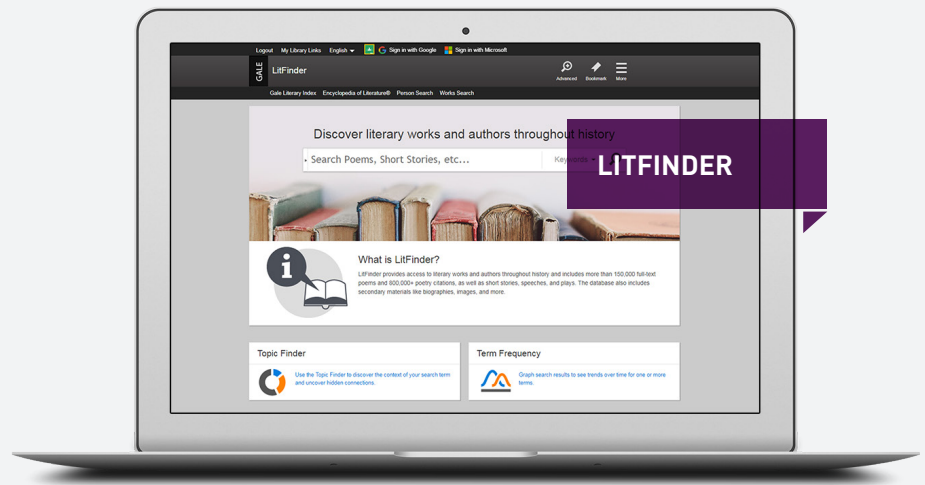 Logout My Library Links English Sign in with Google Sign in with Microsoft
GALE LitFinder
Advanced Bookmark More
Gale Literary Index Encyclopedia of Literature® Person Search Works Search
Discover literary works and authors throughout history
Search Poems, Short Stories, etc... Keywords
LITFINDER
What is LitFinder?
LitFinder provides access to literary works and authors throughout history and includes more than 150,000 full-text
poems and 800,000+ poetry citations, as well as short stories, speeches, and plays. The database also includes
secondary materials like biographies, images, and more.
Topic Finder
Use the Topic Finder to discover the context of your search term
and uncover hidden connections.
Term Frequency
Graph search results to see trends over time for one or more
terms.